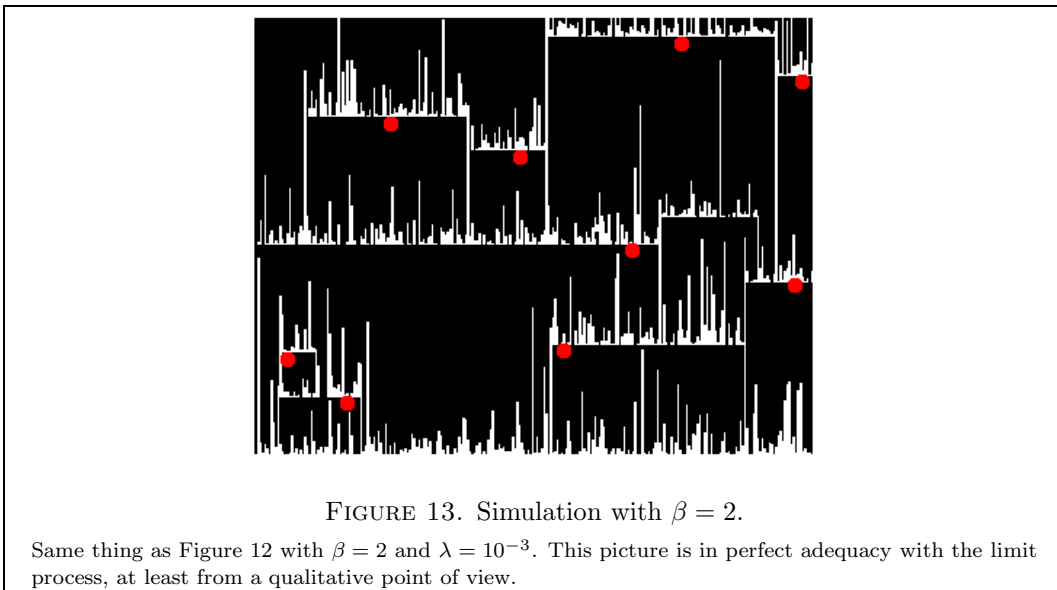 FIGURE 13. Simulation with β = 2.
Same thing as Figure 12 with β = 2 and λ = 10⁻³. This picture is in perfect adequacy with the limit
process, at least from a qualitative point of view.